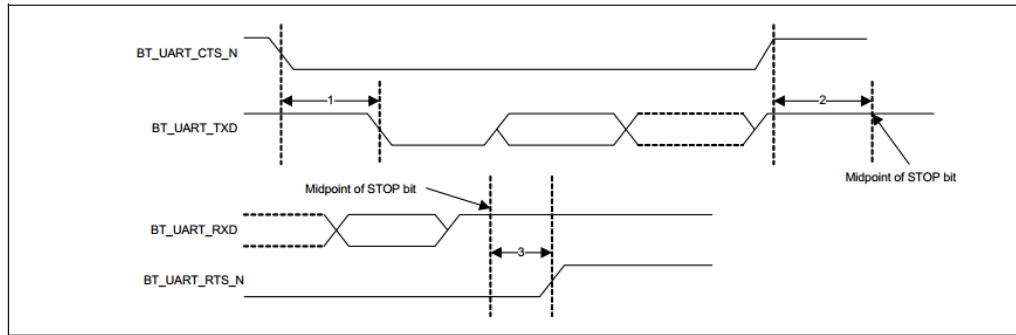 BT_UART_CTS_N
1
2
BT_UART_TXD
Midpoint of STOP bit
Midpoint of STOP bit
BT_UART_RXD
3
BT_UART_RTS_N